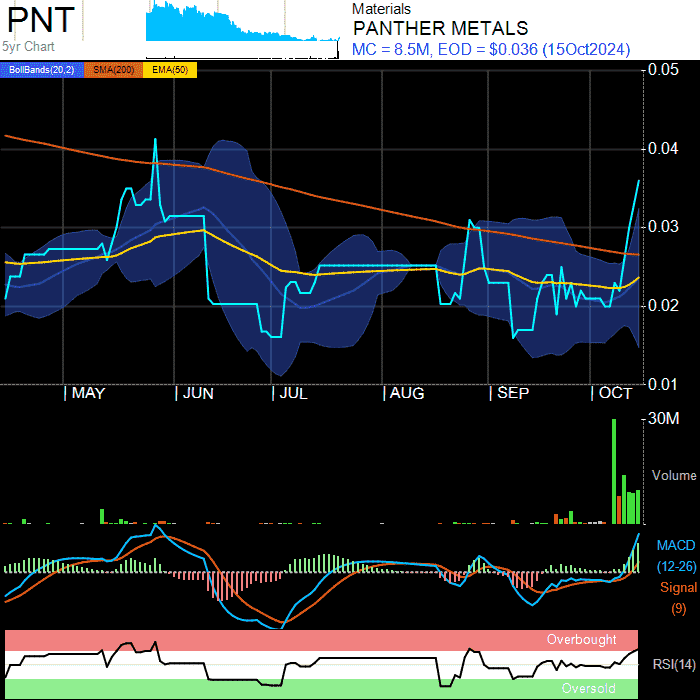 PNT
5yr Chart
Materials
PANTHER METALS
MC = 8.5M, EOD = $0.036 (15Oct2024)
BollBands(20,2) SMA(200) EMA(50)
0.05
0.04
0.03
0.02
0.01
MAY JUN JUL AUG SEP OCT
30M
Volume
MACD
(12-26)
Signal
(9)
Overbought
RSI(14)
Oversold